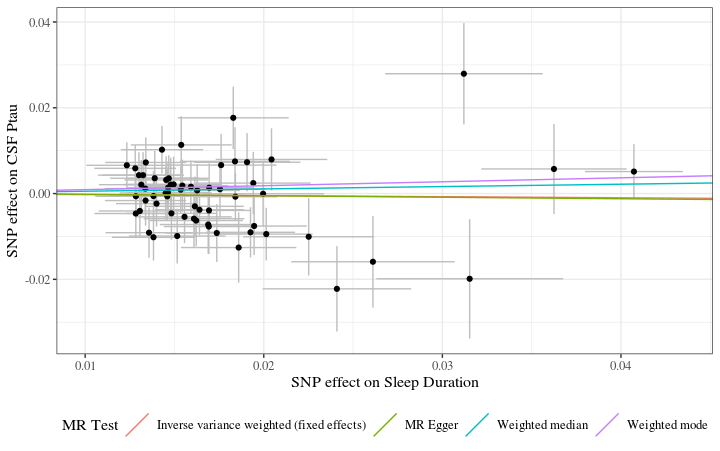 0.04
0.02
0.00
-0.02
SNP effect on CSF Ptau
0.01
0.02
0.03
0.04
SNP effect on Sleep Duration
MR Test
Inverse variance weighted (fixed effects)
MR Egger
Weighted median
Weighted mode